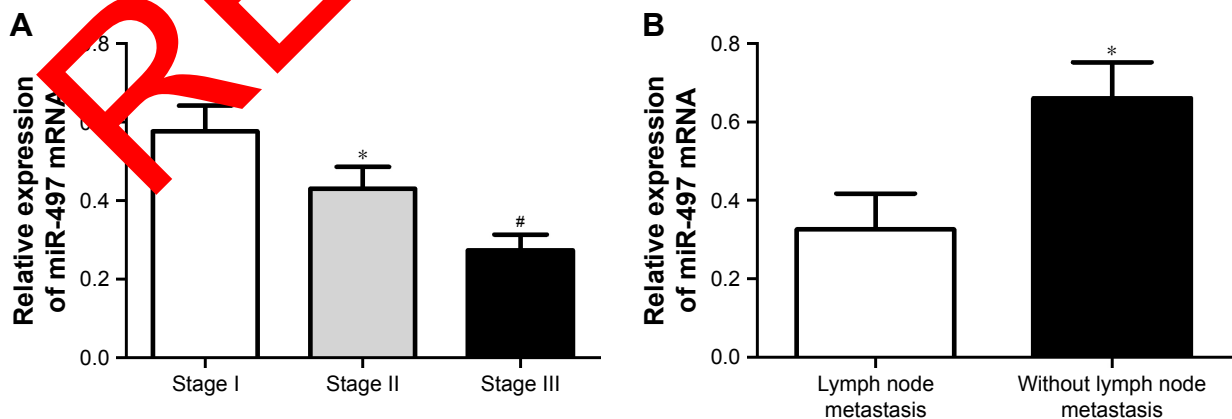 A
Relative expression
of miR-497 mRNA
0.8
0.6
0.4
0.2
0.0
*
#
Stage I
Stage II
Stage III
RE
B
Relative expression
of miR-497 mRNA
0.8
0.6
0.4
0.2
0.0
*
Lymph node
metastasis
Without lymph node
metastasis